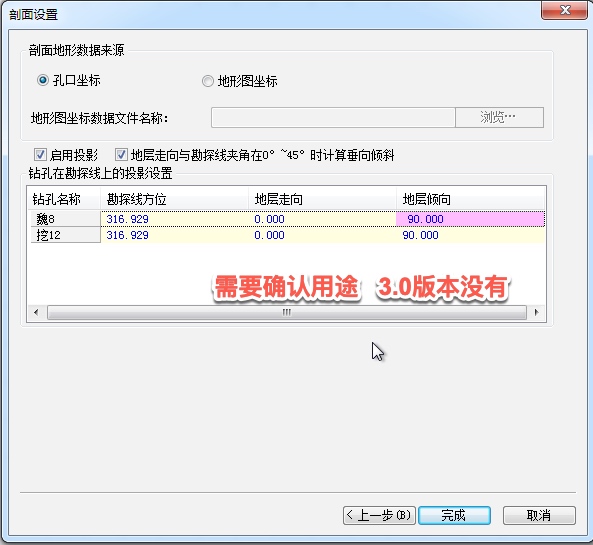 剖面设置
剖面地形数据来源
孔口坐标 地形图坐标
地形图坐标数据文件名称: 浏览…
启用投影 地层走向与勘探线夹角在0°~45°时计算垂向倾斜
钻孔在勘探线上的投影设置
钻孔名称 勘探线方位 地层走向 地层倾向
魏8 316.929 0.000 90.000
挖12 316.929 0.000 90.000
需要确认用途 3.0版本没有
< 上一步(B) 完成 取消